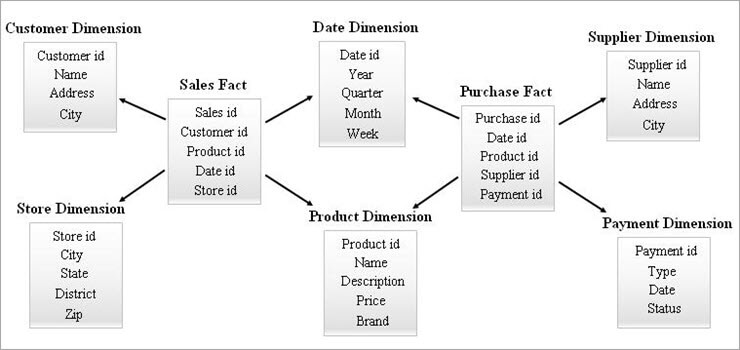 Customer Dimension
Customer id
Name
Address
City
Sales Fact
Sales id
Customer id
Product id
Date id
Store id
Date Dimension
Date id
Year
Quarter
Month
Week
Purchase Fact
Purchase id
Date id
Product id
Supplier id
Payment id
Supplier Dimension
Supplier id
Name
Address
City
Store Dimension
Store id
City
State
District
Zip
Product Dimension
Product id
Name
Description
Price
Brand
Payment Dimension
Payment id
Type
Date
Status